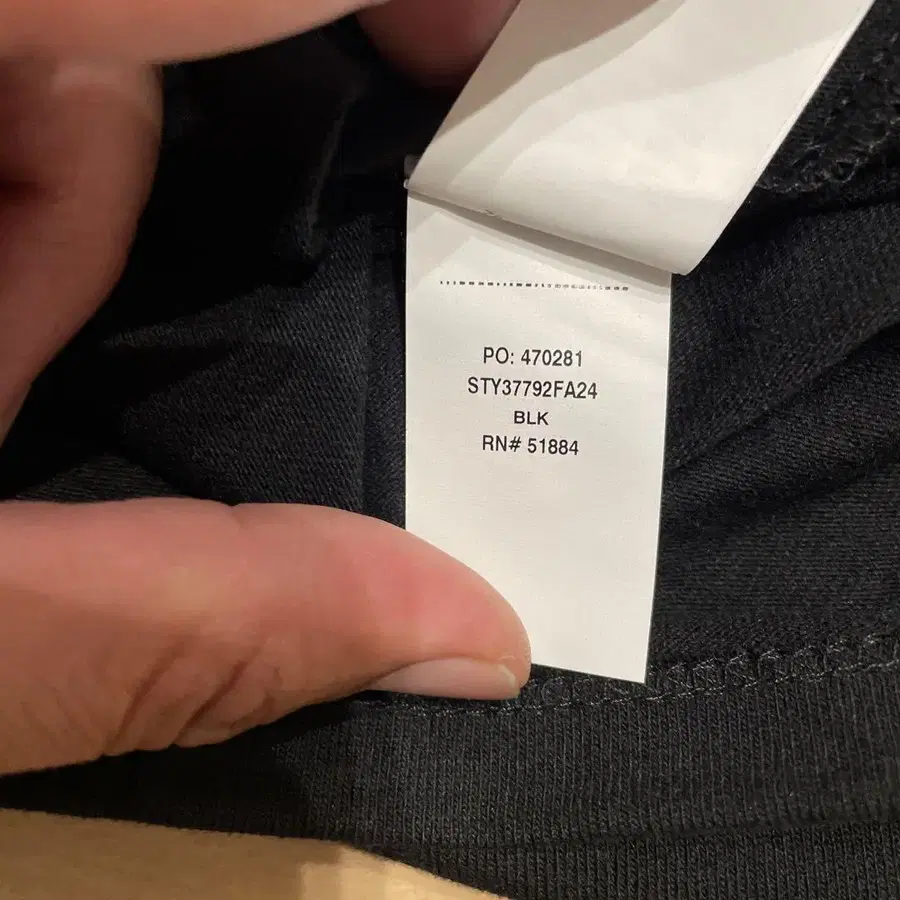 PO: 470281
STY37792FA24
BLK
RN# 51884